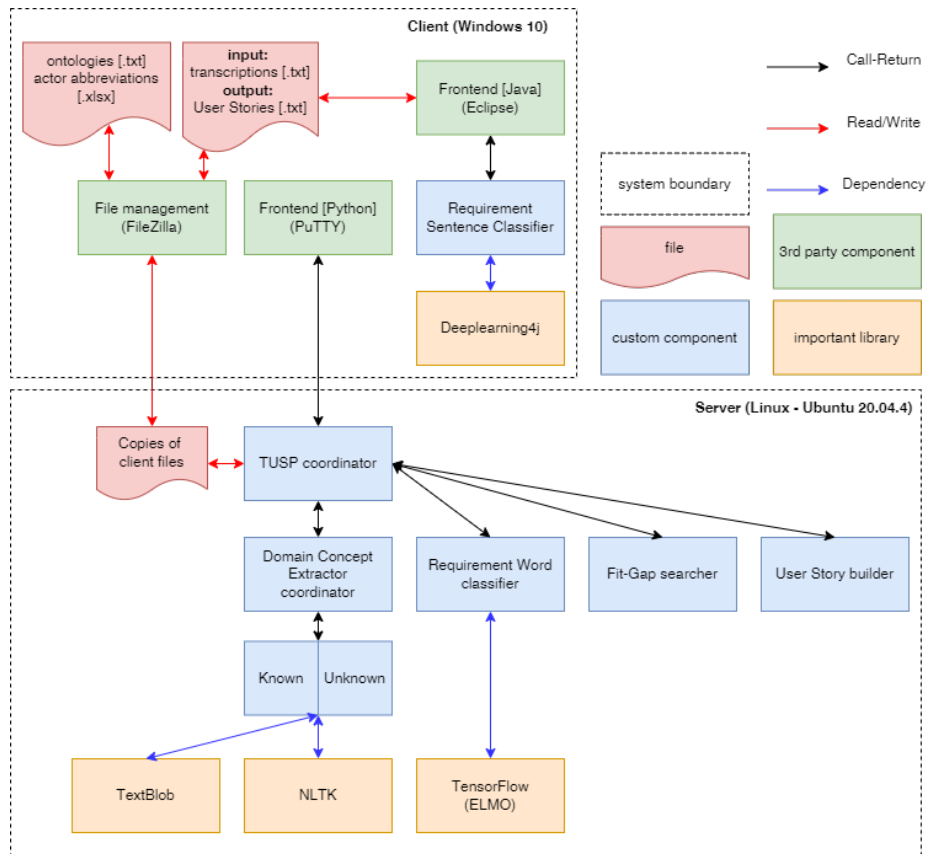 Client (Windows 10)
ontologies [.txt]
actor abbreviations
[.xlsx]
input:
transcriptions [.txt]
output:
User Stories [.txt]
Frontend [Java]
(Eclipse)
File management
(FileZilla)
Frontend [Python]
(PuTTY)
Requirement
Sentence Classifier
Deeplearning4j
Call-Return
Read/Write
Dependency
system boundary
file
3rd party component
custom component
important library
Server (Linux - Ubuntu 20.04.4)
Copies of
client files
TUSP coordinator
Domain Concept
Extractor
coordinator
Requirement Word
classifier
Fit-Gap searcher
User Story builder
Known
Unknown
TextBlob
NLTK
TensorFlow
(ELMO)